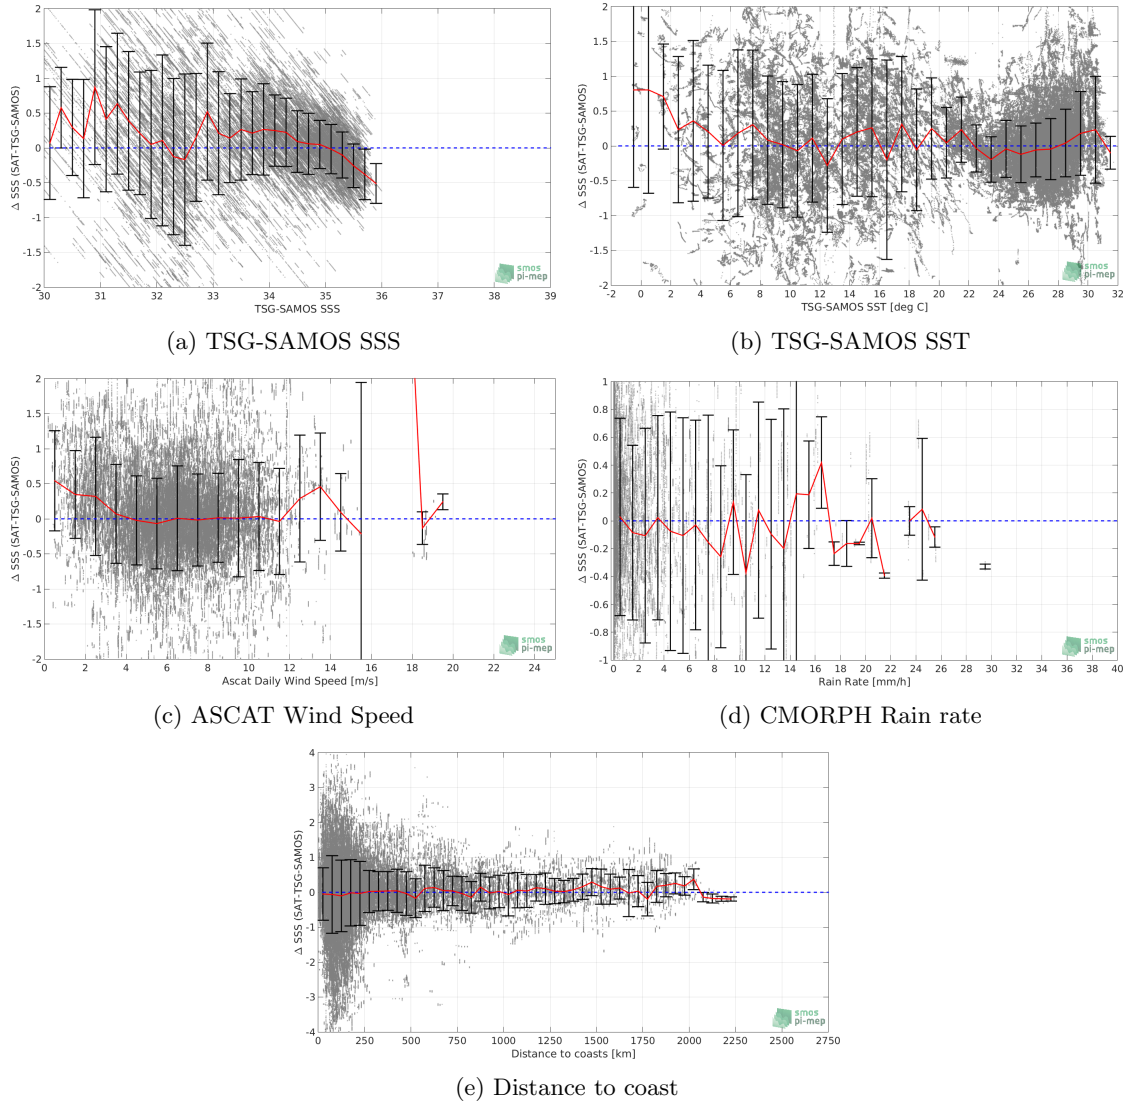 Δ SSS (SAT-TSG-SAMOS)
2
1.5
1
0.5
0
-0.5
-1
-1.5
-2
30 31 32 33 34 35 36 37 38 39
TSG-SAMOS SSS
smos
pi-mep
(a) TSG-SAMOS SSS
Δ SSS (SAT-TSG-SAMOS)
2
1.5
1
0.5
0
-0.5
-1
-1.5
-2
-2 0 2 4 6 8 10 12 14 16 18 20 22 24 26 28 30 32
TSG-SAMOS SST [deg C]
smos
pi-mep
(b) TSG-SAMOS SST
Δ SSS (SAT-TSG-SAMOS)
2
1.5
1
0.5
0
-0.5
-1
-1.5
-2
0 2 4 6 8 10 12 14 16 18 20 22 24
Ascat Daily Wind Speed [m/s]
smos
pi-mep
(c) ASCAT Wind Speed
Δ SSS (SAT-TSG-SAMOS)
1
0.8
0.6
0.4
0.2
0
-0.2
-0.4
-0.6
-0.8
-1
0 2 4 6 8 10 12 14 16 18 20 22 24 26 28 30 32 34 36 38 40
Rain Rate [mm/h]
smos
pi-mep
(d) CMORPH Rain rate
Δ SSS (SAT-TSG-SAMOS)
4
3
2
1
0
-1
-2
-3
-4
0 250 500 750 1000 1250 1500 1750 2000 2250 2500 2750
Distance to coasts [km]
smos
pi-mep
(e) Distance to coast